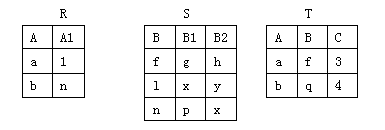 R S T
A A1 B B1 B2 A B C
a 1 f g h a f 3
b n l x y b q 4
n p x